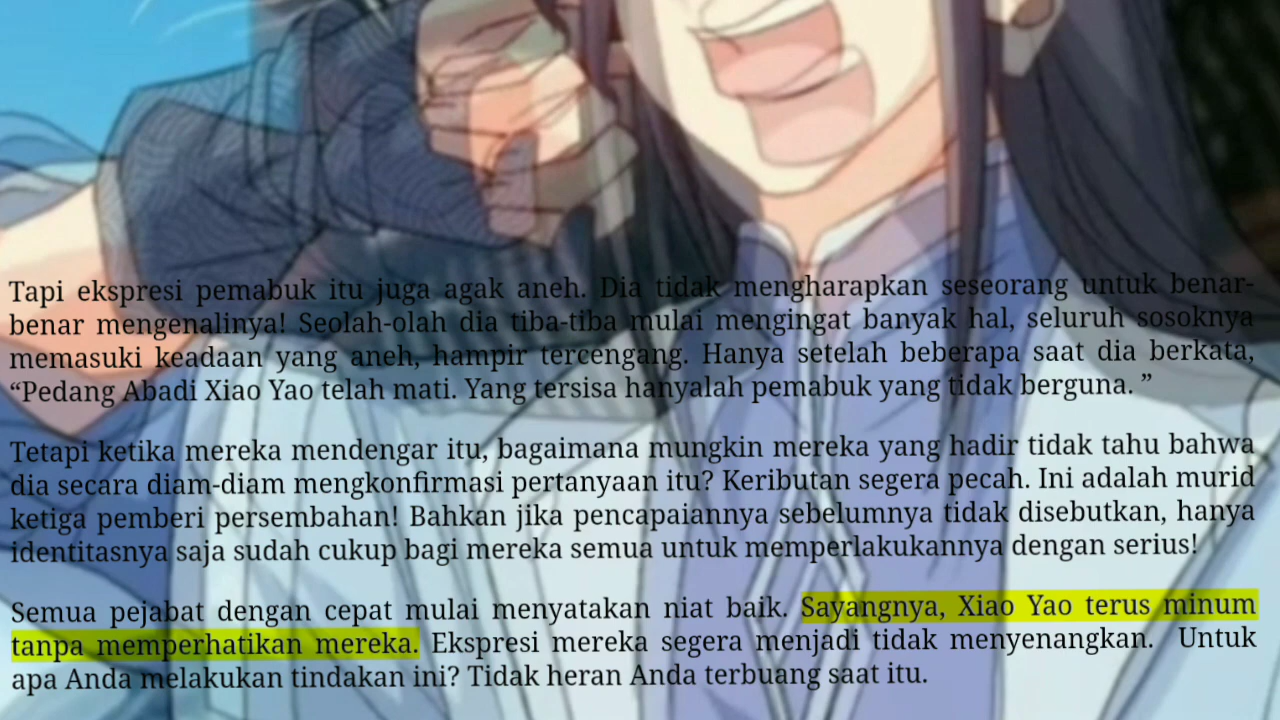 Tapi ekspresi pemabuk itu juga agak aneh. Dia tidak mengharapkan seseorang untuk benar-
benar mengenalinya! Seolah-olah dia tiba-tiba mulai mengingat banyak hal, seluruh sosoknya
memasuki keadaan yang aneh, hampir tercengang. Hanya setelah beberapa saat dia berkata,
“Pedang Abadi Xiao Yao telah mati. Yang tersisa hanyalah pemabuk yang tidak berguna. ”
Tetapi ketika mereka mendengar itu, bagaimana mungkin mereka yang hadir tidak tahu bahwa
dia secara diam-diam mengkonfirmasi pertanyaan itu? Keributan segera pecah. Ini adalah murid
ketiga pemberi persembahan! Bahkan jika pencapaiannya sebelumnya tidak disebutkan, hanya
identitasnya saja sudah cukup bagi mereka semua untuk memperlakukannya dengan serius!
Semua pejabat dengan cepat mulai menyatakan niat baik. Sayangnya, Xiao Yao terus minum
tanpa memperhatikan mereka. Ekspresi mereka segera menjadi tidak menyenangkan. Untuk
apa Anda melakukan tindakan ini? Tidak heran Anda terbuang saat itu.